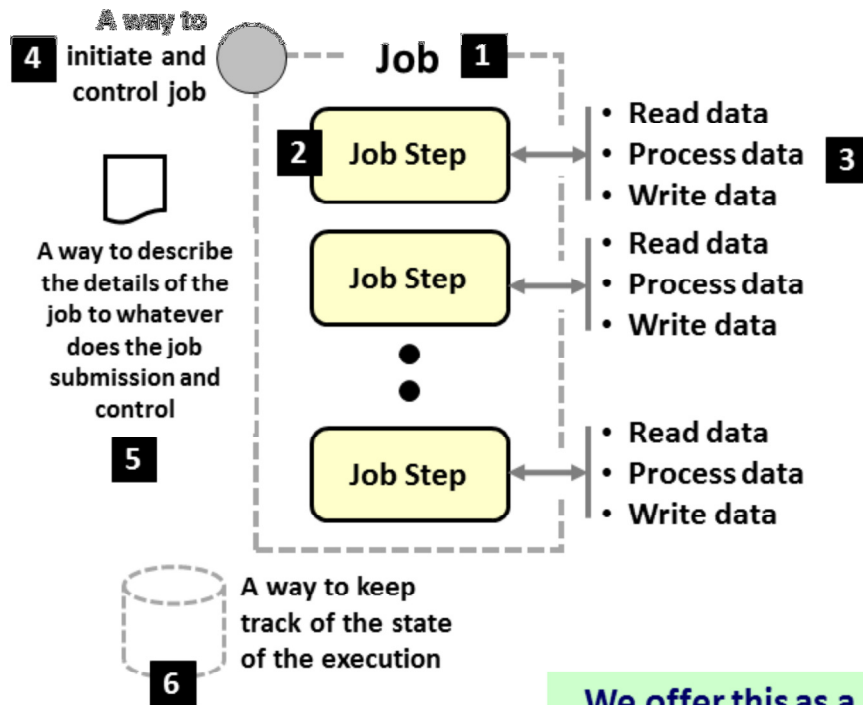 A way to
4 initiate and
control job
Job 1
2 Job Step
• Read data
• Process data 3
• Write data
Job Step
• Read data
• Process data
• Write data
Job Step
• Read data
• Process data
• Write data
A way to describe
the details of the
job to whatever
does the job
submission and
control
5
A way to keep
track of the state
of the execution
6
We offer this as a